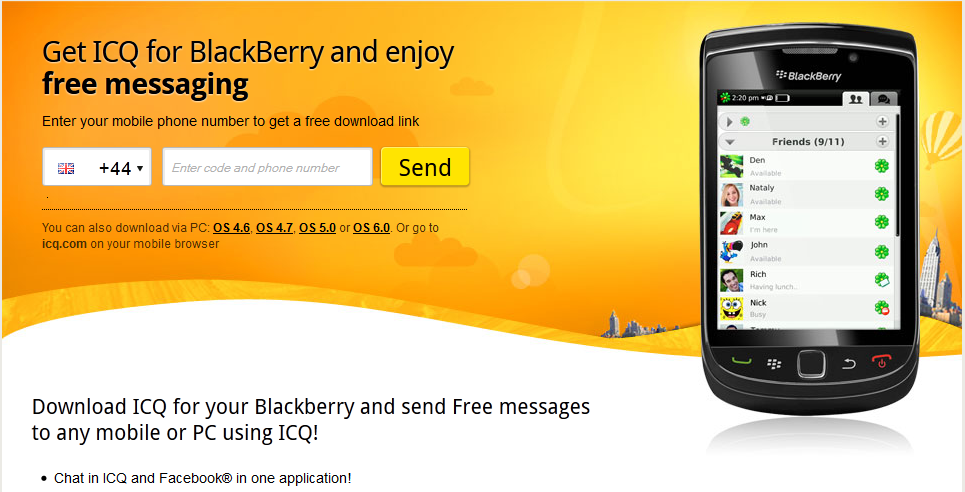 Get ICQ for BlackBerry and enjoy
free messaging
Enter your mobile phone number to get a free download link
+44
Enter code and phone number
Send
You can also download via PC: OS 4.6, OS 4.7, OS 5.0 or OS 6.0. Or go to
icq.com on your mobile browser
BlackBerry
2:20 pm
Friends (9/11)
Den
Available
Nataly
Available
Max
I'm here
John
Available
Rich
Having lunch..
Nick
Busy
Download ICQ for your Blackberry and send Free messages
to any mobile or PC using ICQ!
• Chat in ICQ and Facebook® in one application!